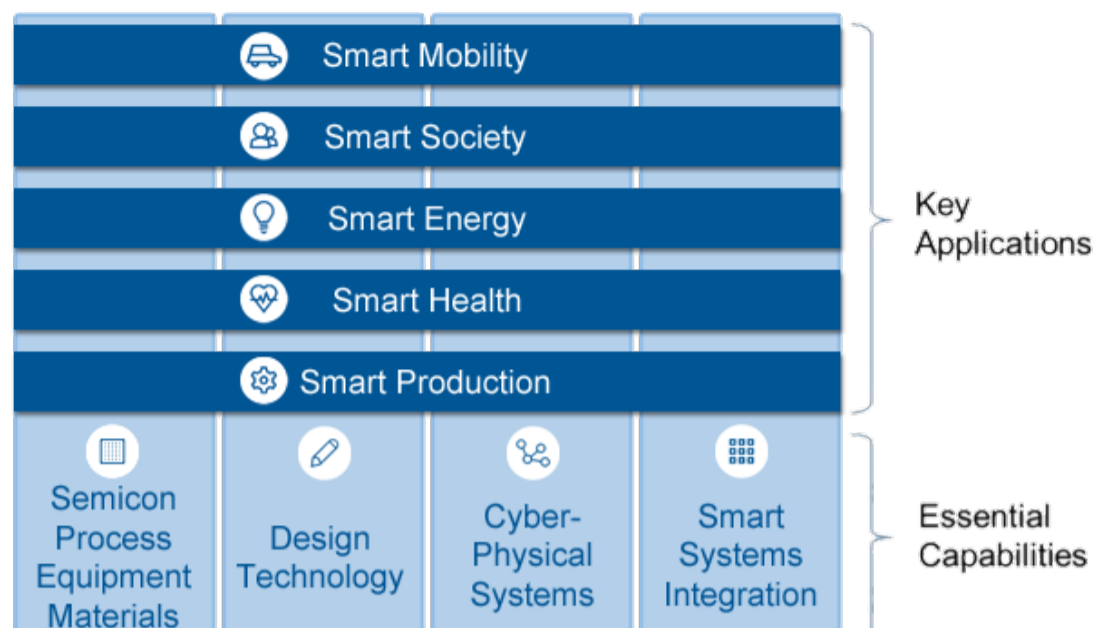 Smart Mobility
Smart Society
Smart Energy
Smart Health
Smart Production
Key
Applications
Semicon
Process
Equipment
Materials
Design
Technology
Cyber-
Physical
Systems
Smart
Systems
Integration
Essential
Capabilities